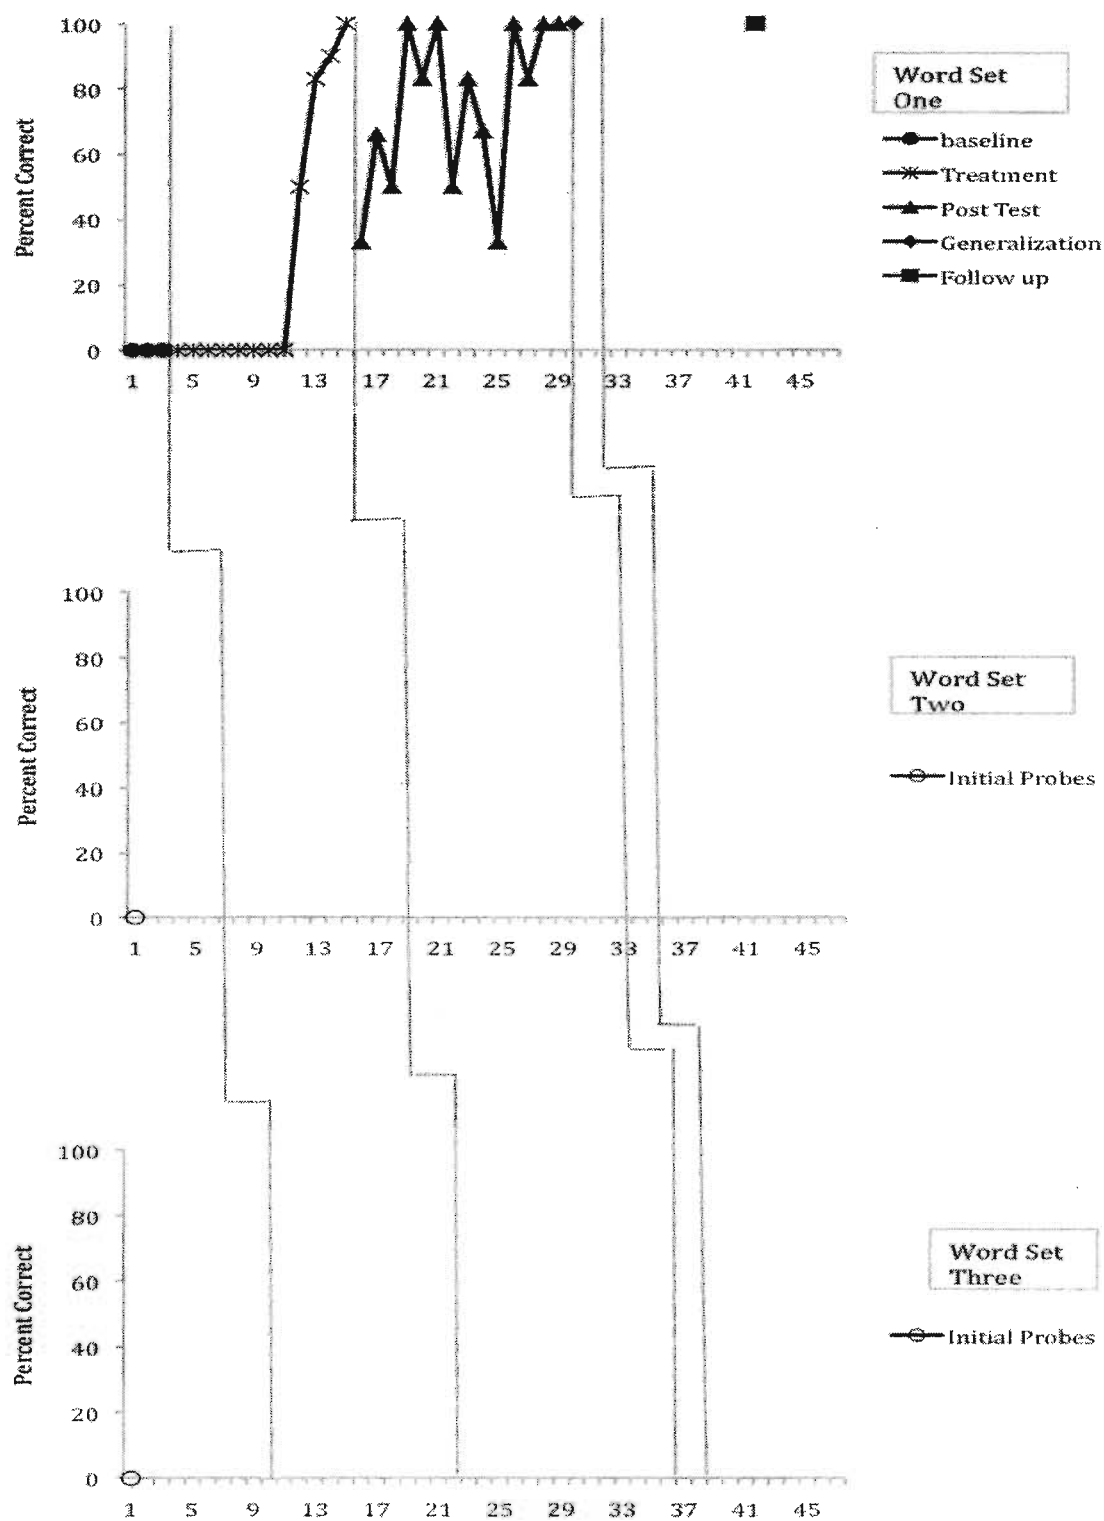 Percent Correct
100
80
60
40
20
0
1 5 9 13 17 21 25 29 33 37 41 45
Word Set
One
baseline
Treatment
Post Test
Generalization
Follow up
Percent Correct
100
80
60
40
20
0
1 5 9 13 17 21 25 29 33 37 41 45
Word Set
Two
Initial Probes
Percent Correct
100
80
60
40
20
0
1 5 9 13 17 21 25 29 33 37 41 45
Word Set
Three
Initial Probes